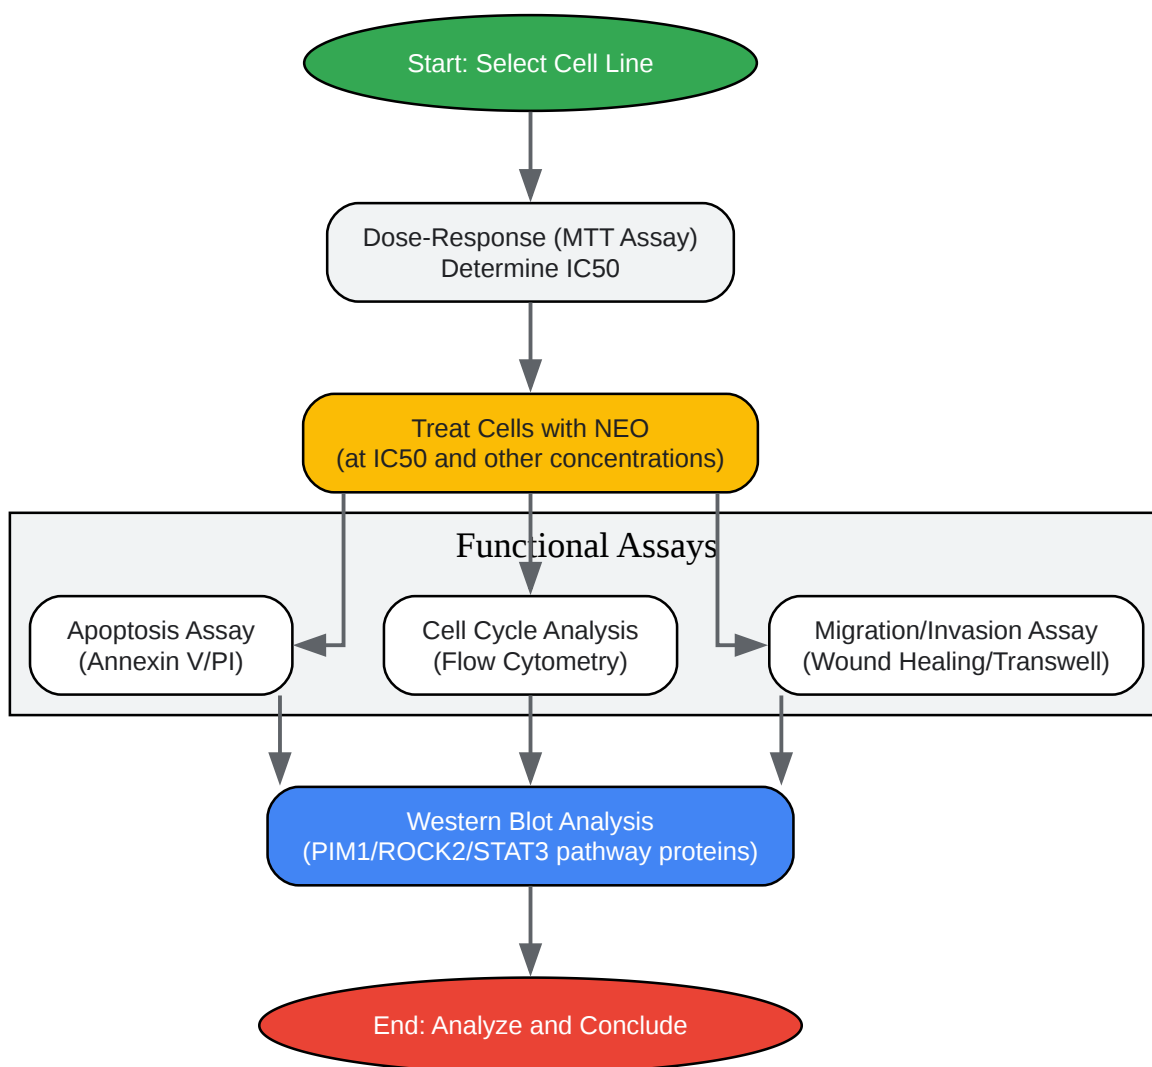 Start: Select Cell Line
Dose-Response (MTT Assay)
Determine IC50
Treat Cells with NEO
(at IC50 and other concentrations)
Functional Assays
Apoptosis Assay
(Annexin V/PI)
Cell Cycle Analysis
(Flow Cytometry)
Migration/Invasion Assay
(Wound Healing/Transwell)
Western Blot Analysis
(PIM1/ROCK2/STAT3 pathway proteins)
End: Analyze and Conclude